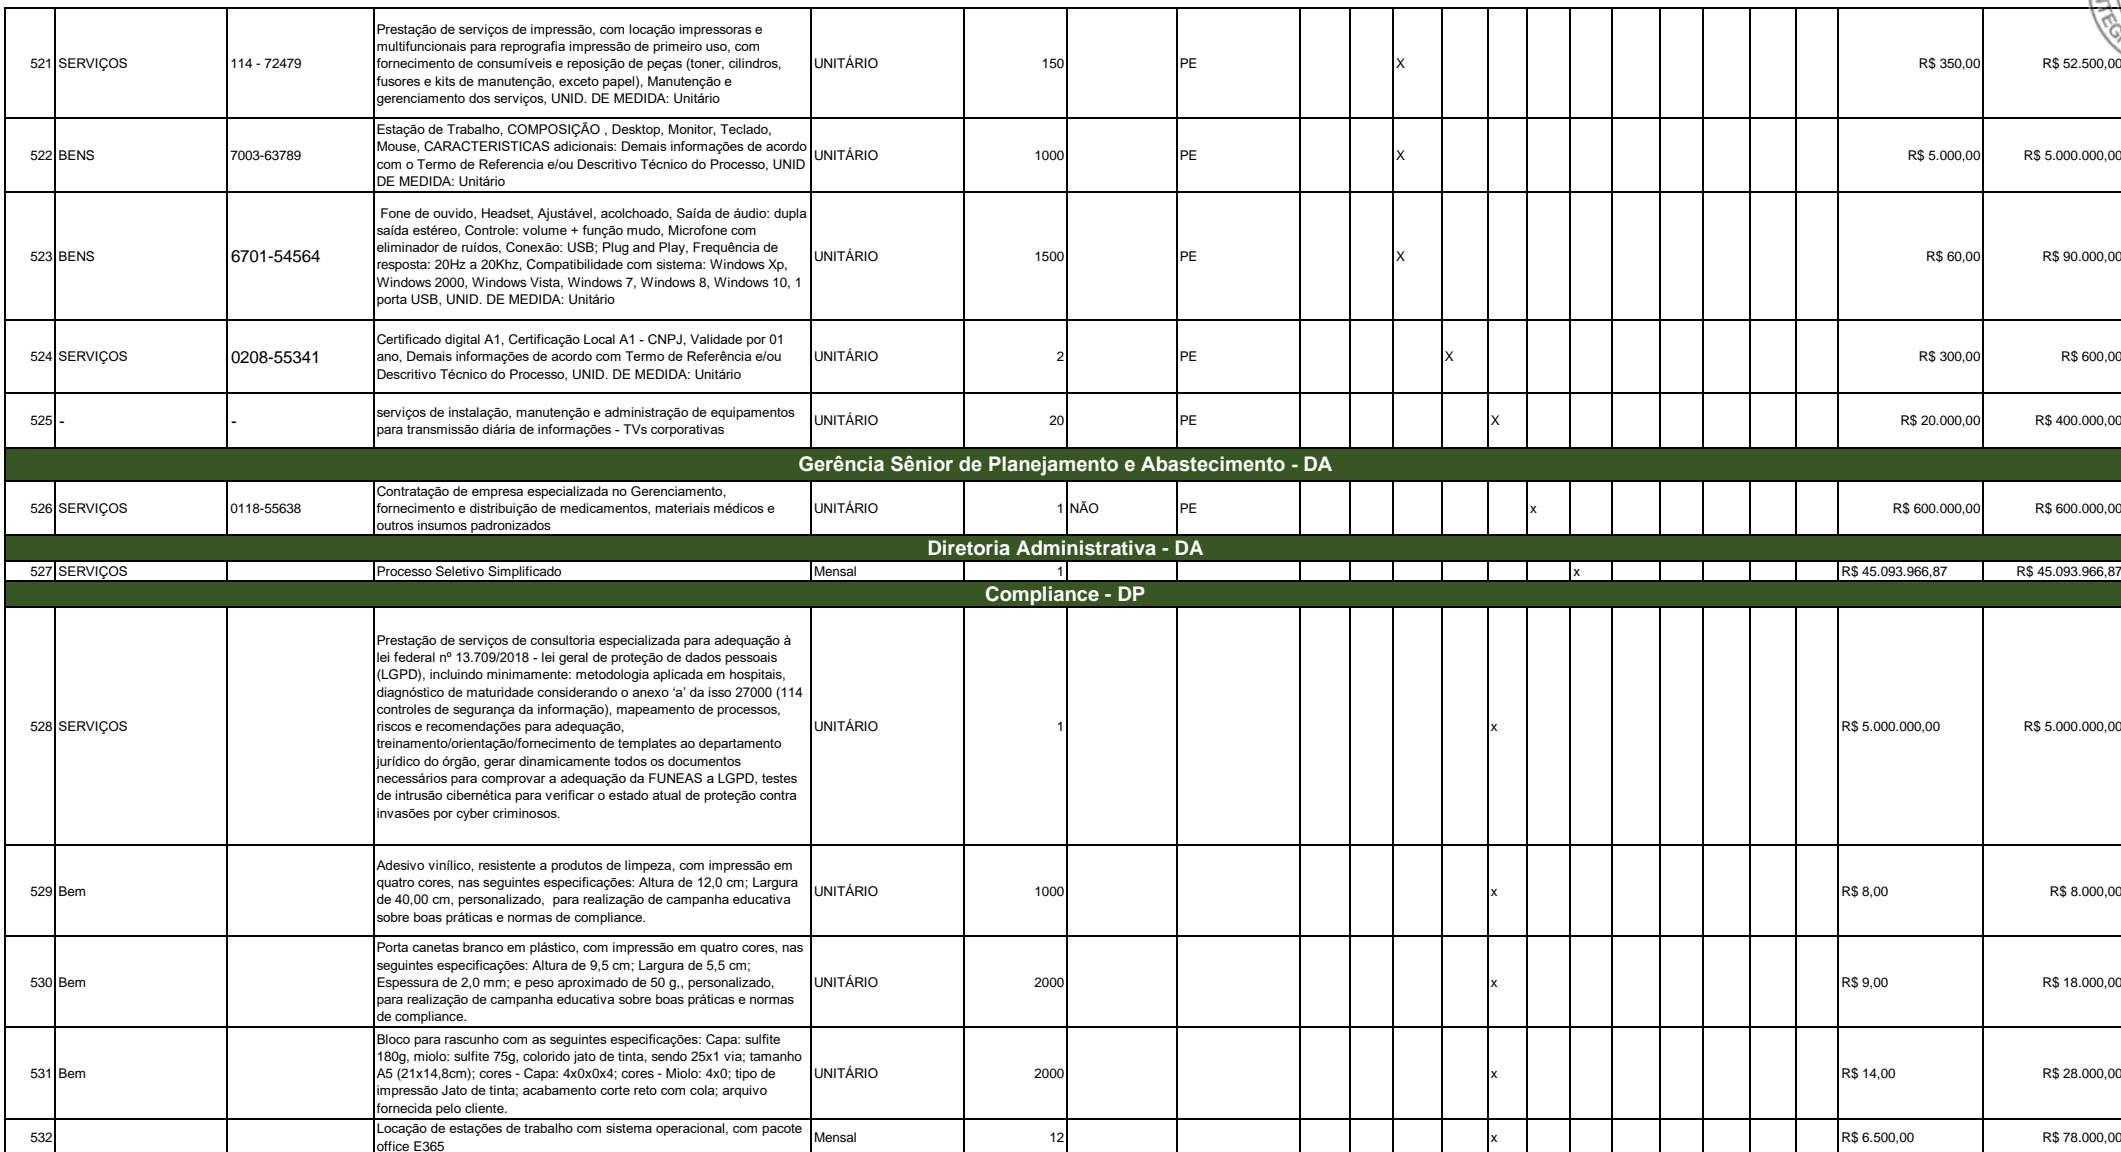 Prestação de serviços de impressão, com locação impressoras e
multifuncionais para reprografia impressão de primeiro uso, com
521 SERVIÇOS 114 - 72479 fornecimento de consumíveis e reposição de peças (toner, cilindros, UNITÁRIO 150 PE X R$ 350,00 R$ 52.500,00
fusores e kits de manutenção, exceto papel), Manutenção e
gerenciamento dos serviços, UNID. DE MEDIDA: Unitário
Estação de Trabalho, COMPOSIÇÃO , Desktop, Monitor, Teclado,
522 BENS 7003-63789 Mouse, CARACTERISTICAS adicionais: Demais informações de acordo UNITÁRIO 1000 PE X R$ 5.000,00 R$ 5.000.000,00
com o Termo de Referencia e/ou Descritivo Técnico do Processo, UNID
DE MEDIDA: Unitário
Fone de ouvido, Headset, Ajustável, acolchoado, Saída de áudio: dupla
saída estéreo, Controle: volume + função mudo, Microfone com
523 BENS 6701-54564 eliminador de ruídos, Conexão: USB; Plug and Play, Frequência de UNITÁRIO 1500 PE X R$ 60,00 R$ 90.000,00
resposta: 20Hz a 20Khz, Compatibilidade com sistema: Windows Xp,
Windows 2000, Windows Vista, Windows 7, Windows 8, Windows 10, 1
porta USB, UNID. DE MEDIDA: Unitário
Certificado digital A1, Certificação Local A1 - CNPJ, Validade por 01
524 SERVIÇOS 0208-55341 ano, Demais informações de acordo com Termo de Referência e/ou UNITÁRIO 2 PE X R$ 300,00 R$ 600,00
Descritivo Técnico do Processo, UNID. DE MEDIDA: Unitário
525 - - serviços de instalação, manutenção e administração de equipamentos UNITÁRIO 20 PE X R$ 20.000,00 R$ 400.000,00
para transmissão diária de informações - TVs corporativas
Gerência Sênior de Planejamento e Abastecimento - DA
Contratação de empresa especializada no Gerenciamento,
526 SERVIÇOS 0118-55638 fornecimento e distribuição de medicamentos, materiais médicos e UNITÁRIO 1 NÃO PE x R$ 600.000,00 R$ 600.000,00
outros insumos padronizados
Diretoria Administrativa - DA
527 SERVIÇOS Processo Seletivo Simplificado Mensal 1 x R$ 45.093.966,87 R$ 45.093.966,87
Compliance - DP
Prestação de serviços de consultoria especializada para adequação à
lei federal nº 13.709/2018 - lei geral de proteção de dados pessoais
(LGPD), incluindo minimamente: metodologia aplicada em hospitais,
diagnóstico de maturidade considerando o anexo ‘a’ da isso 27000 (114
controles de segurança da informação), mapeamento de processos,
528 SERVIÇOS riscos e recomendações para adequação, UNITÁRIO 1 x R$ 5.000.000,00 R$ 5.000.000,00
treinamento/orientação/fornecimento de templates ao departamento
jurídico do órgão, gerar dinamicamente todos os documentos
necessários para comprovar a adequação da FUNEAS a LGPD, testes
de intrusão cibernética para verificar o estado atual de proteção contra
invasões por cyber criminosos.
Adesivo vinílico, resistente a produtos de limpeza, com impressão em
529 Bem quatro cores, nas seguintes especificações: Altura de 12,0 cm; Largura UNITÁRIO 1000 x R$ 8,00 R$ 8.000,00
de 40,00 cm, personalizado, para realização de campanha educativa
sobre boas práticas e normas de compliance.
Porta canetas branco em plástico, com impressão em quatro cores, nas
seguintes especificações: Altura de 9,5 cm; Largura de 5,5 cm;
530 Bem Espessura de 2,0 mm; e peso aproximado de 50 g,, personalizado, UNITÁRIO 2000 x R$ 9,00 R$ 18.000,00
para realização de campanha educativa sobre boas práticas e normas
de compliance.
Bloco para rascunho com as seguintes especificações: Capa: sulfite
180g, miolo: sulfite 75g, colorido jato de tinta, sendo 25x1 via; tamanho
531 Bem A5 (21x14,8cm); cores - Capa: 4x0x0x4; cores - Miolo: 4x0; tipo de UNITÁRIO 2000 x R$ 14,00 R$ 28.000,00
impressão Jato de tinta; acabamento corte reto com cola; arquivo
fornecida pelo cliente.
532 Locação de estações de trabalho com sistema operacional, com pacote Mensal 12 x R$ 6.500,00 R$ 78.000,00
office E365